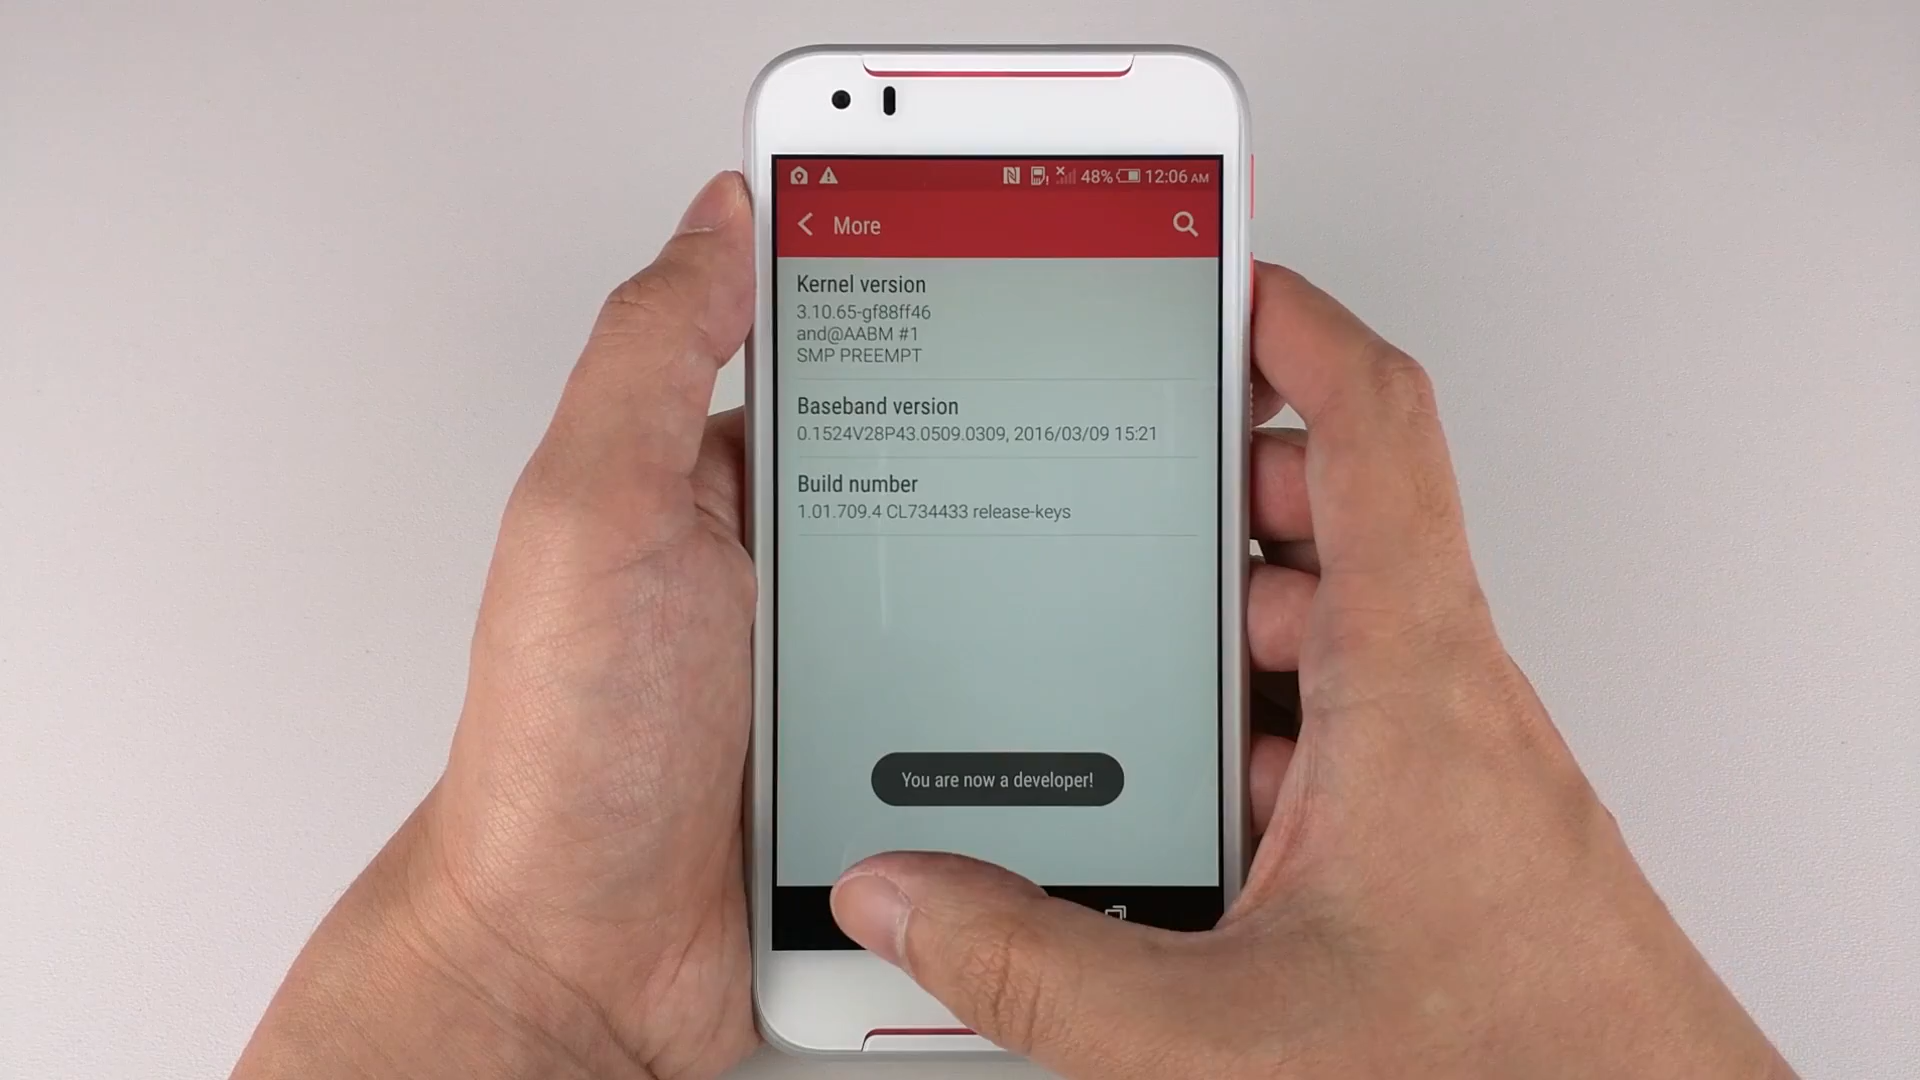 48% 12:06 AM
More
Kernel version
3.10.65-gf88ff46
and@AABM #1
SMP PREEMPT
Baseband version
0.1524V28P43.0509.0309, 2016/03/09 15:21
Build number
1.01.709.4 CL734433 release-keys
You are now a developer!